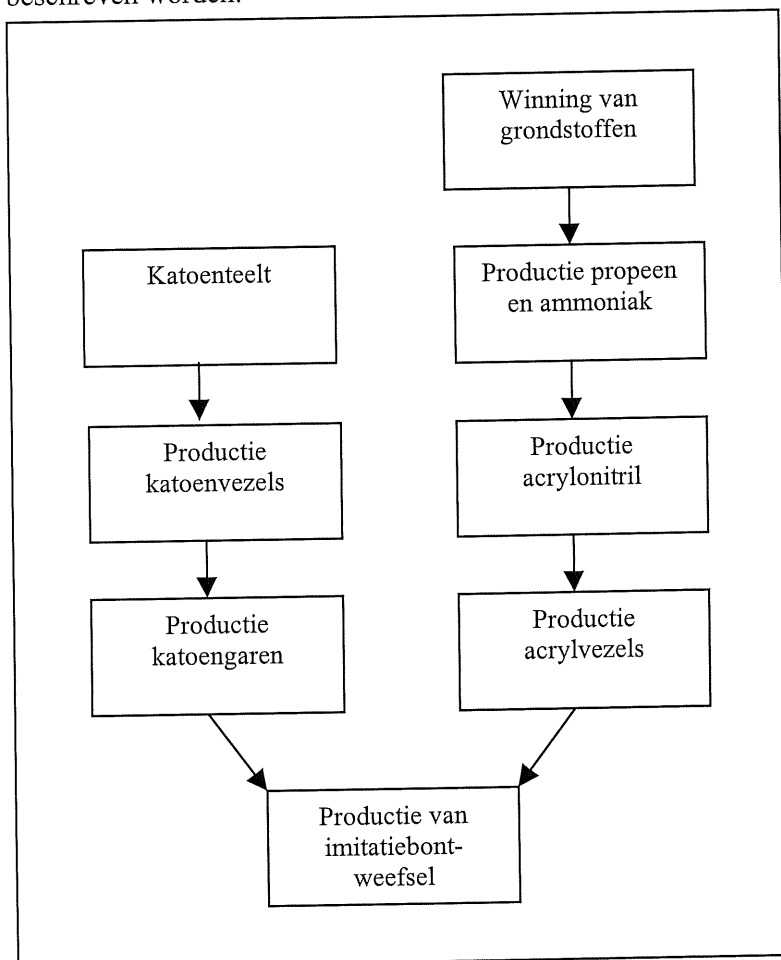 beschreven worden.
Winning van
grondstoffen
Katoenteelt
Productie propeen
en ammoniak
Productie
katoenvezels
Productie
acrylonitril
Productie
katoengaren
Productie
acrylvezels
Productie van
imitatiebont-
weefsel